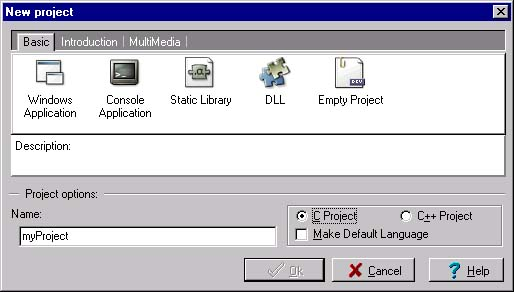 New project
Basic Introduction MultiMedia
Windows Application
Console Application
Static Library
DLL
Empty Project
DEV
Description:
Project options:
Name:
myProject
C Project
C++ Project
Make Default Language
Ok
Cancel
Help